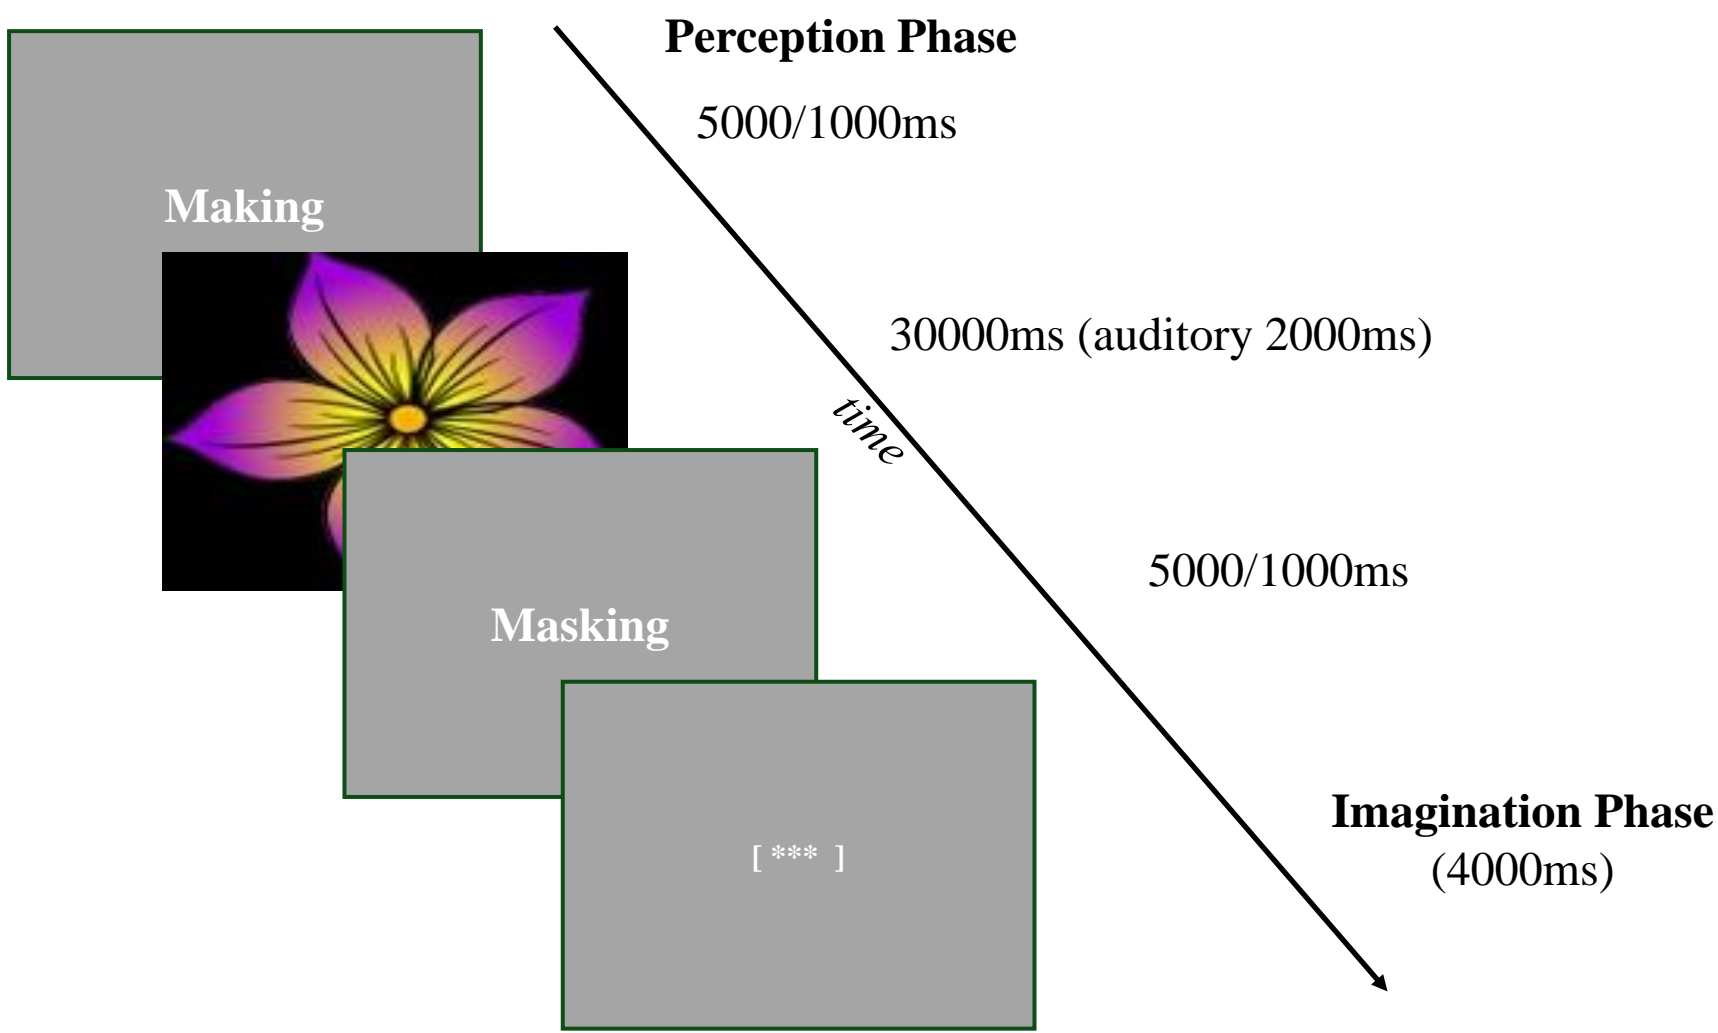 Perception Phase
5000/1000ms
Making
30000ms (auditory 2000ms)
time
5000/1000ms
Masking
Imagination Phase
(4000ms)
[ *** ]